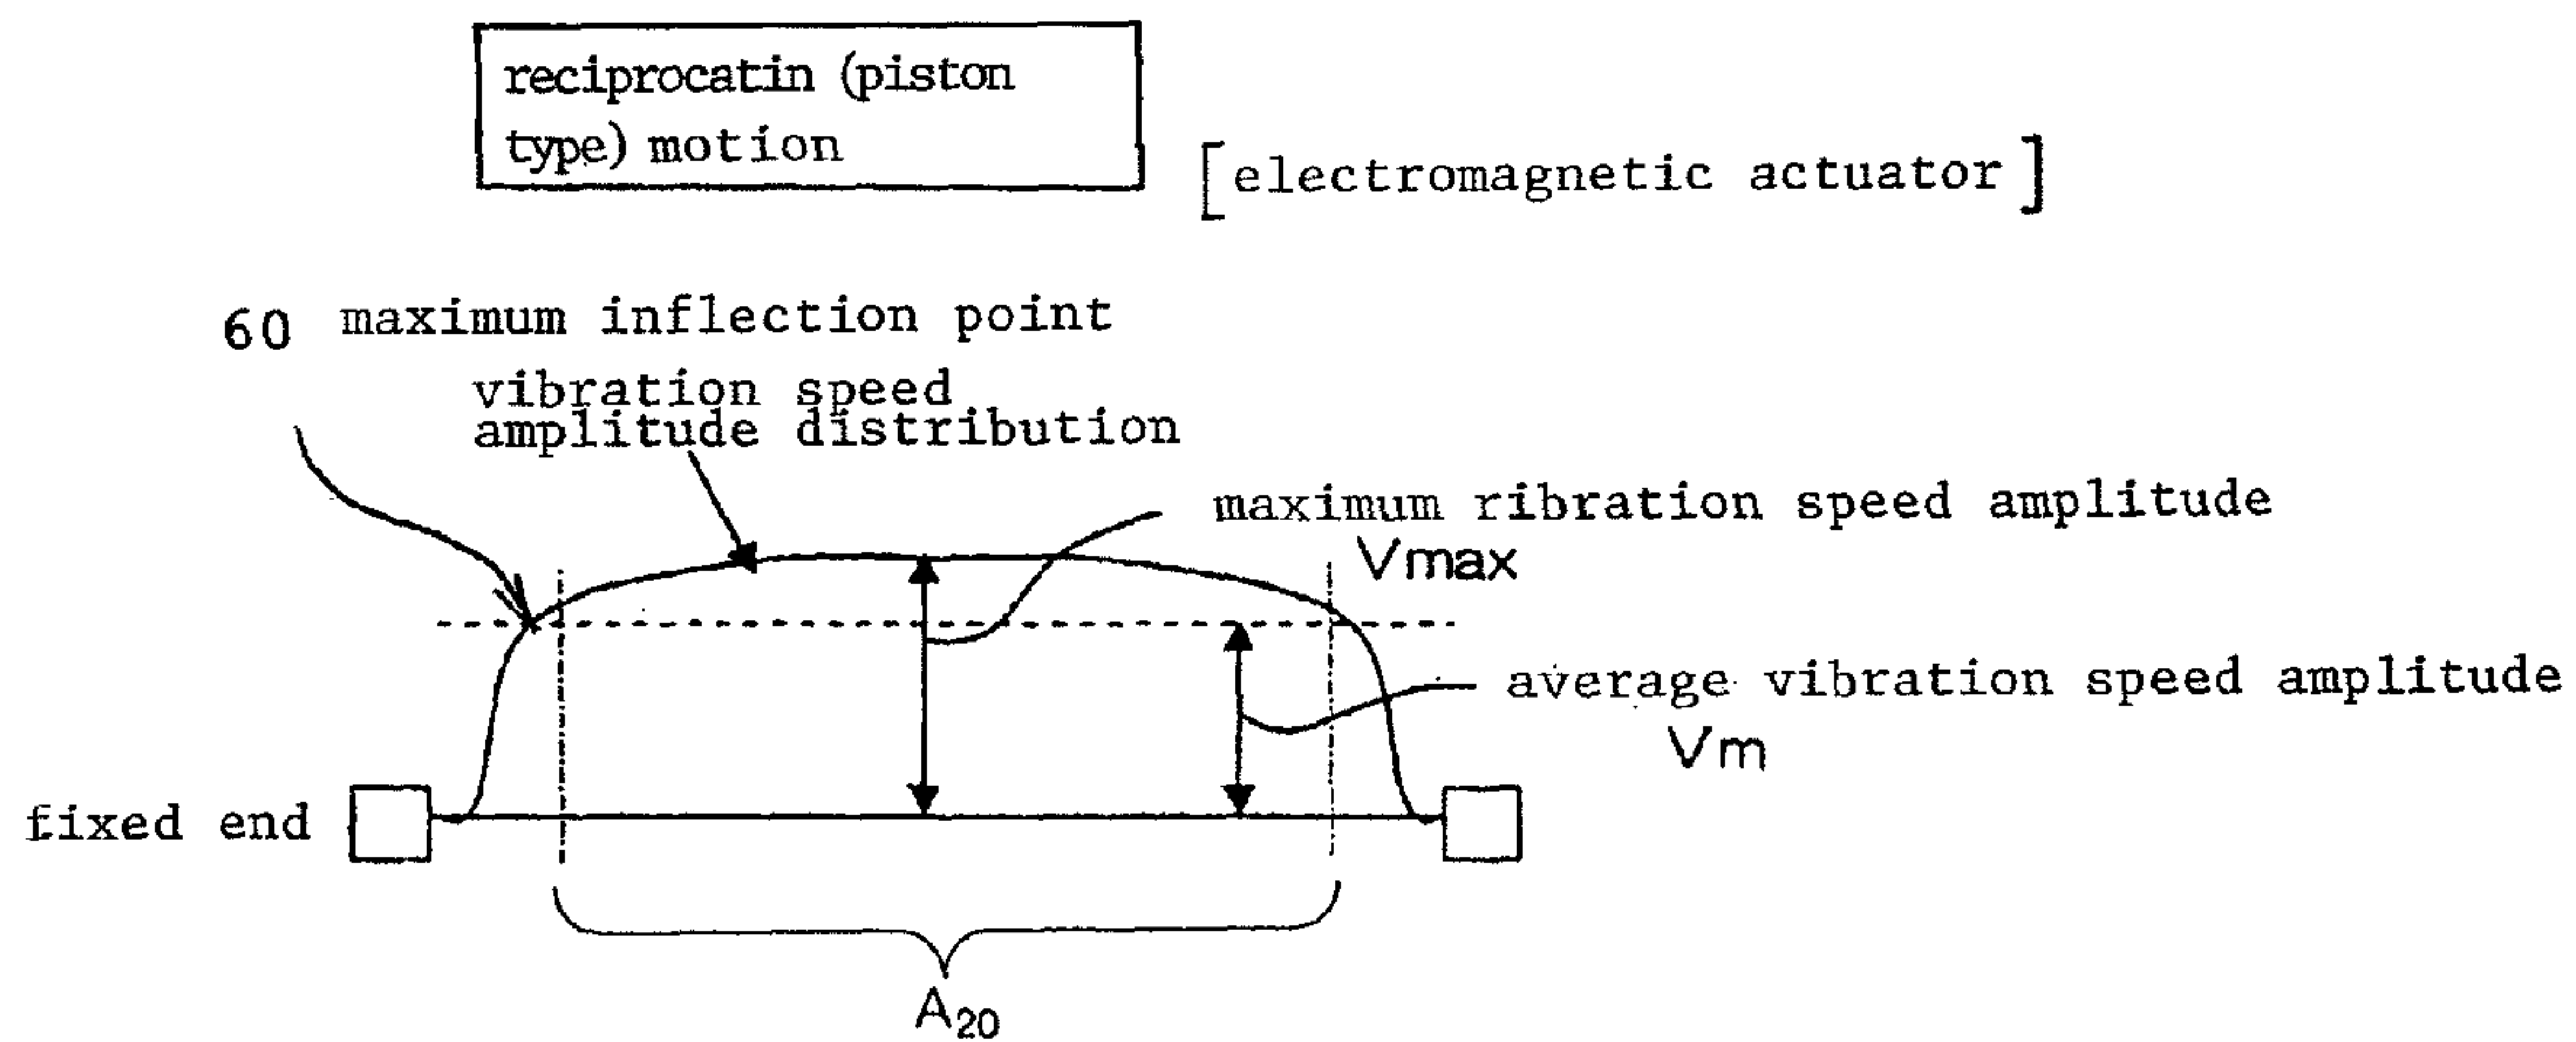 reciprocatin (piston
type) motion
[electromagnetic actuator]
60 maximum inflection point
vibration speed
amplitude distribution
maximum ribration speed amplitude
Vmax
average vibration speed amplitude
Vm
fixed end
A20